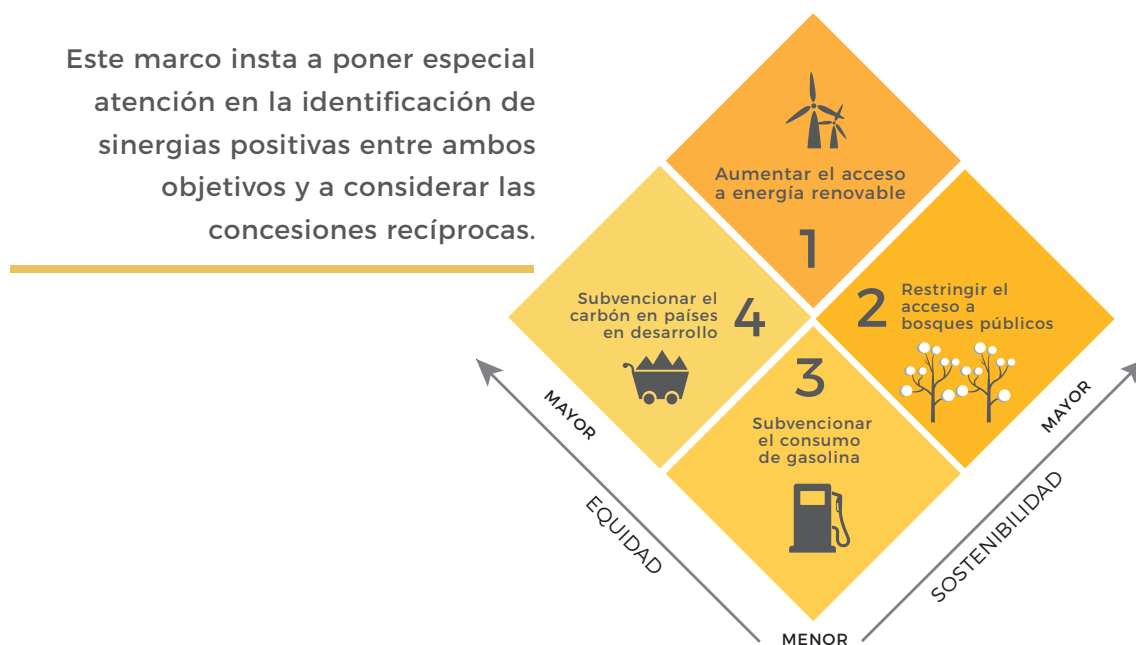 Este marco insta a poner especial
atención en la identificación de
sinergias positivas entre ambos
objetivos y a considerar las
concesiones recíprocas.
Aumentar el acceso
a energía renovable
1
2
Restringir el
acceso a
bosques públicos
3
Subvencionar
el consumo
de gasolina
Subvencionar el
carbón en países
en desarrollo
4
MAYOR
EQUIDAD
MENOR
SOSTENIBILIDAD
MAYOR